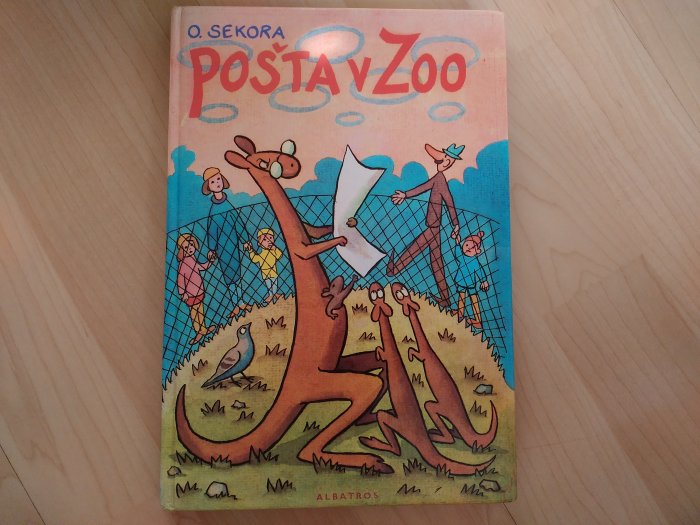 O. SEKORA
POŠTA V ZOO
ALBATROS